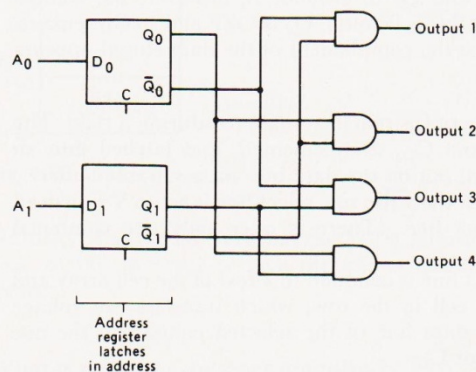 Q₀
Output 1
A₀
D₀
Q̄₀
C
Output 2
Output 3
A₁
D₁
Q₁
C
Q̄₁
Output 4
Address
register
latches
in address